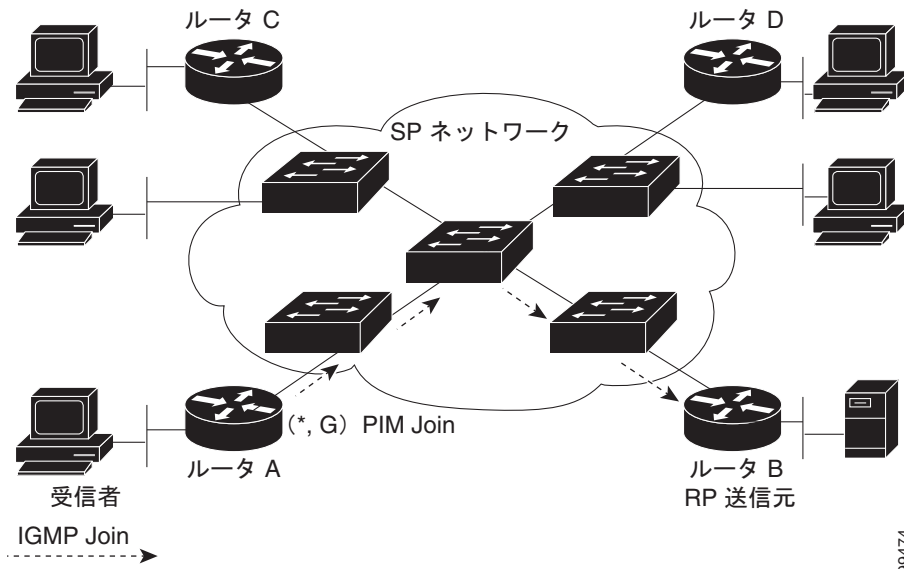 ルータ C
ルータ D
SP ネットワーク
(*, G) PIM Join
ルータ A
ルータ B
受信者
RP 送信元
IGMP Join